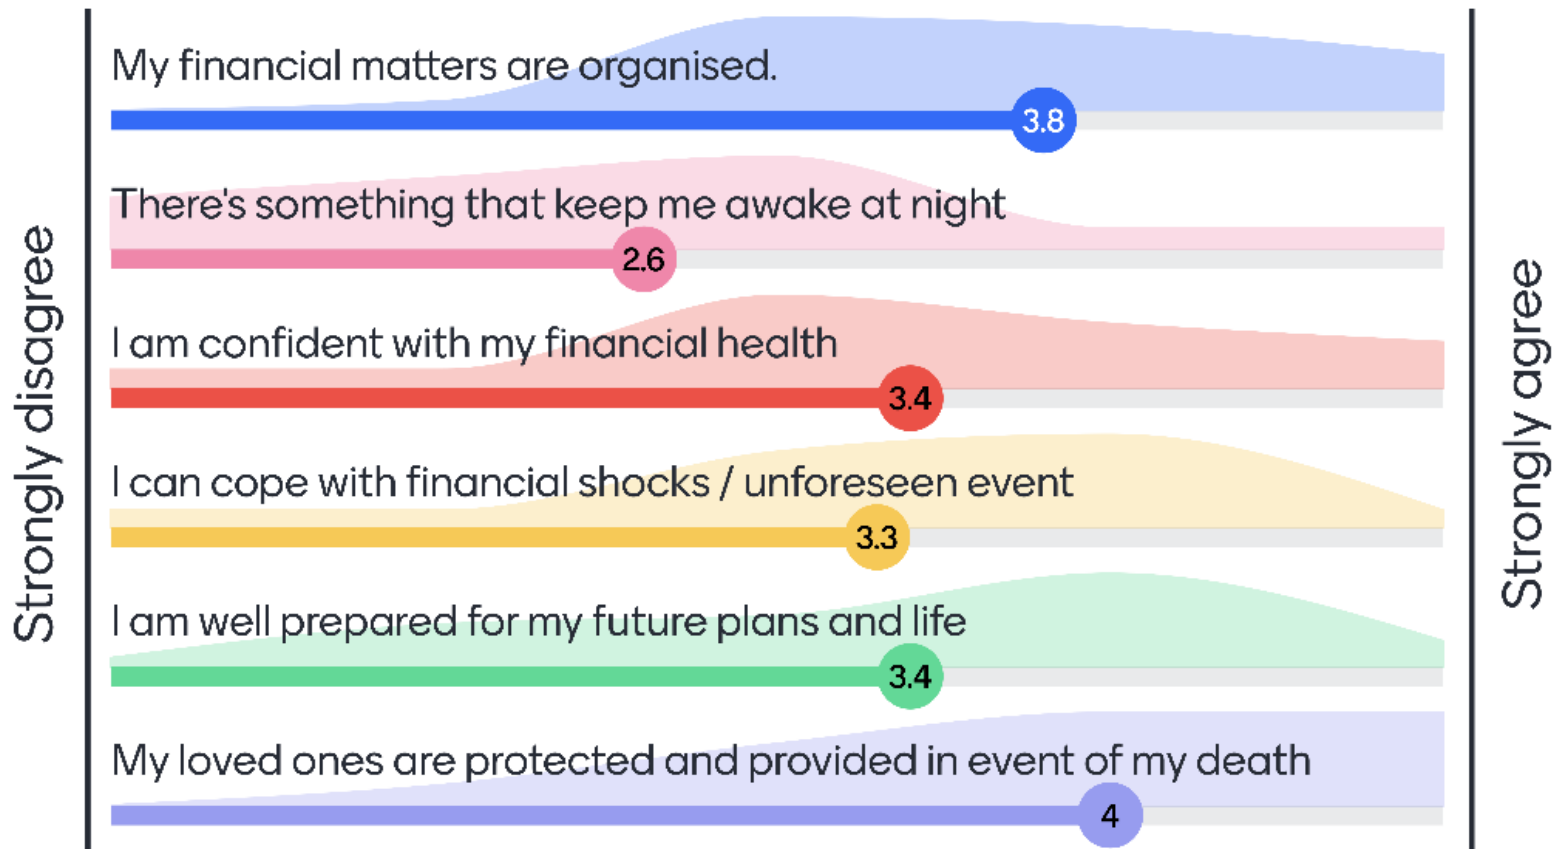 Strongly disagree
My financial matters are organised.
3.8
There's something that keep me awake at night
2.6
I am confident with my financial health
3.4
I can cope with financial shocks / unforeseen event
3.3
I am well prepared for my future plans and life
3.4
My loved ones are protected and provided in event of my death
4
Strongly agree